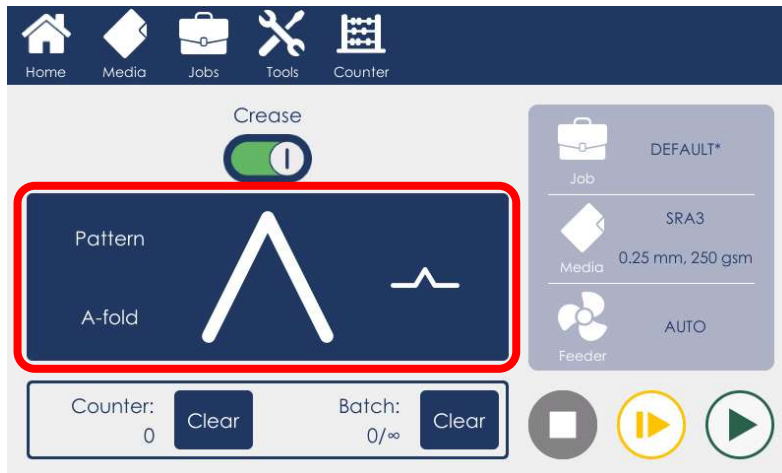 Home Media Jobs Tools Counter
Crease
Pattern
A-fold
Counter:
0
Clear
Batch:
0/∞
Clear
DEFAULT*
Job
SRA3
0.25 mm, 250 gsm
Media
AUTO
Feeder